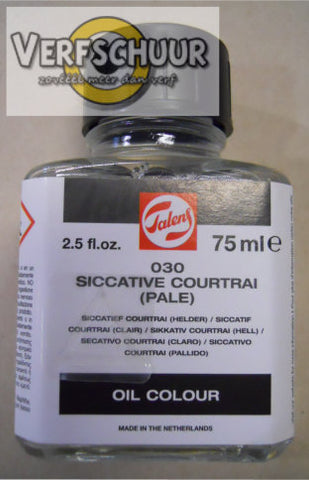 VERFSCHUUR
zoveel meer dan verf
Talens
2.5 fl.oz. 75 ml e
030
SICCATIVE COURTRAI
(PALE)
SICCATIEF COURTRAI (HELDER) / SICCATIF
COURTRAI (CLAIR) / SIKKATIV COURTRAI (HELL) /
SECATIVO COURTRAI (CLARO) / SICCATIVO
COURTRAI (PALLIDO)
OIL COLOUR
MADE IN THE NETHERLANDS